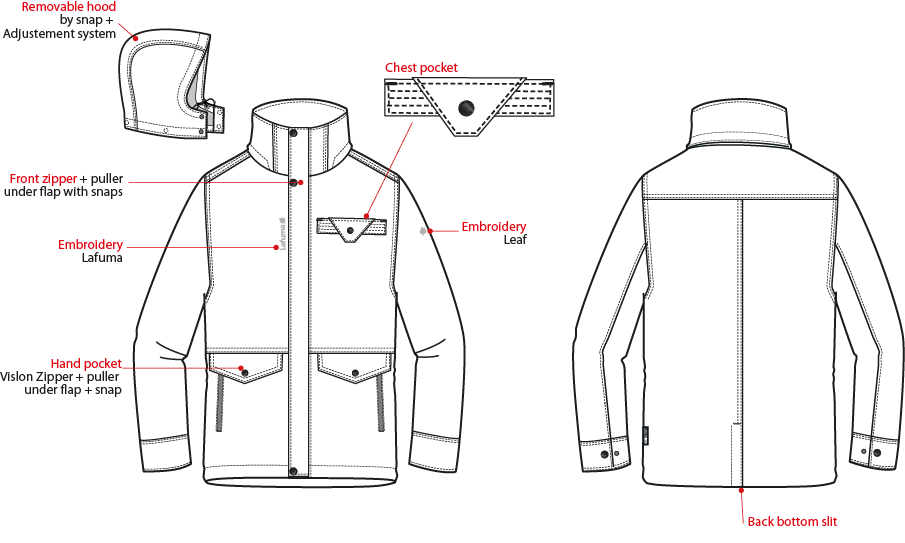 Removable hood
by snap +
Adjustement system
Chest pocket
Front zipper + puller
under flap with snaps
Embroidery
Lafuma
Lafuma
Embroidery
Leaf
Hand pocket
Vislon Zipper + puller
under flap + snap
Back bottom slit